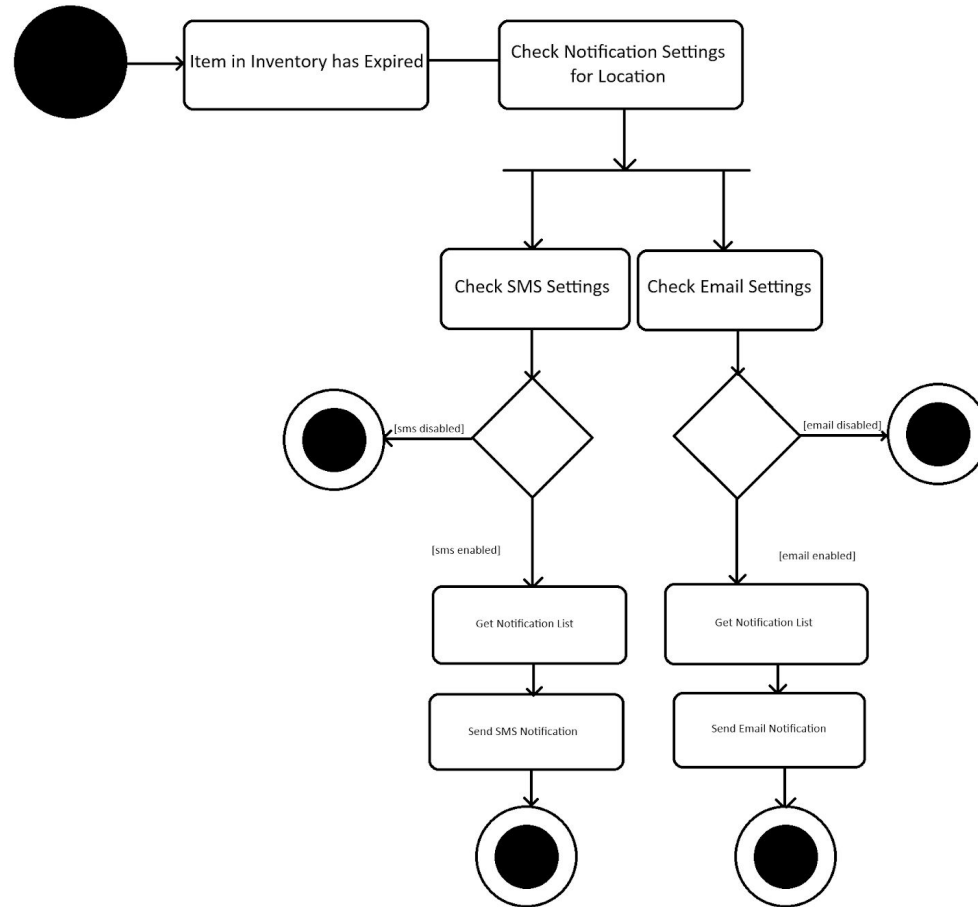 Item in Inventory has Expired
Check Notification Settings
for Location
Check SMS Settings
Check Email Settings
[sms disabled]
[email disabled]
[sms enabled]
[email enabled]
Get Notification List
Get Notification List
Send SMS Notification
Send Email Notification